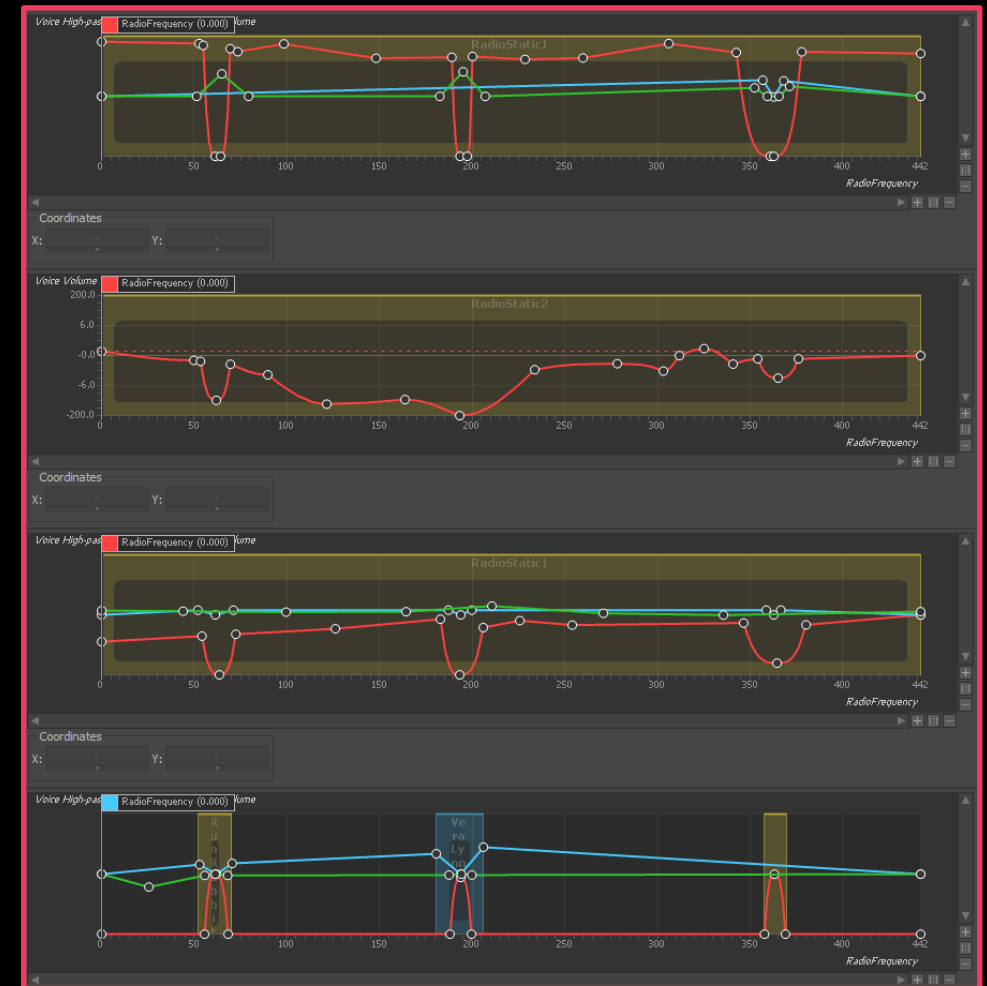 Voice High-pas RadioFrequency (0.000) lume
RadioStatic1
0 50 100 150 200 250 300 350 400 442
RadioFrequency
Coordinates
X: - Y: -
Voice Volume RadioFrequency (0.000)
200.0
RadioStatic2
6.0
-0.0
-6.0
-200.0
0 50 100 150 200 250 300 350 400 442
RadioFrequency
Coordinates
X: - Y: -
Voice High-pas RadioFrequency (0.000) lume
RadioStatic1
0 50 100 150 200 250 300 350 400 442
RadioFrequency
Coordinates
X: - Y: -
Voice High-pas RadioFrequency (0.000) lume
Ve
ra
Ly
nn
0 50 100 150 200 250 300 350 400 442
RadioFrequency